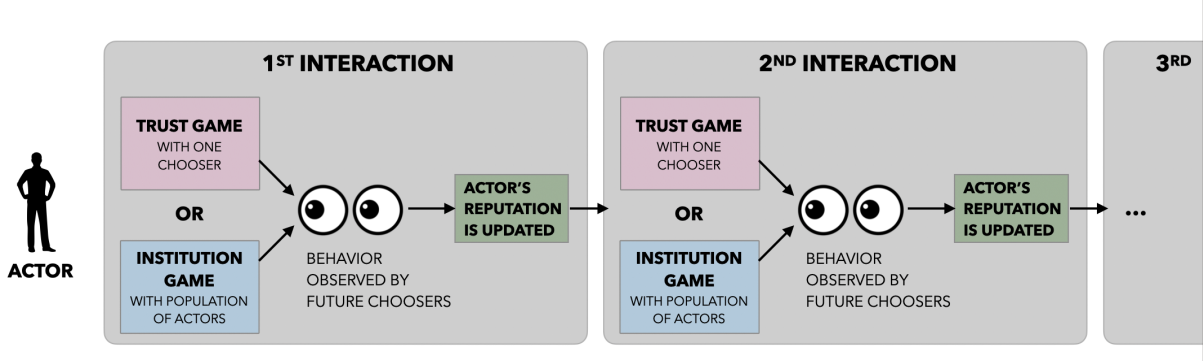 1ST INTERACTION
TRUST GAME
WITH ONE
CHOOSER
OR
INSTITUTION
GAME
WITH POPULATION
OF ACTORS
BEHAVIOR
OBSERVED BY
FUTURE CHOOSERS
ACTOR'S
REPUTATION
IS UPDATED
2ND INTERACTION
TRUST GAME
WITH ONE
CHOOSER
OR
INSTITUTION
GAME
WITH POPULATION
OF ACTORS
BEHAVIOR
OBSERVED BY
FUTURE CHOOSERS
ACTOR'S
REPUTATION
IS UPDATED
3RD
...
ACTOR